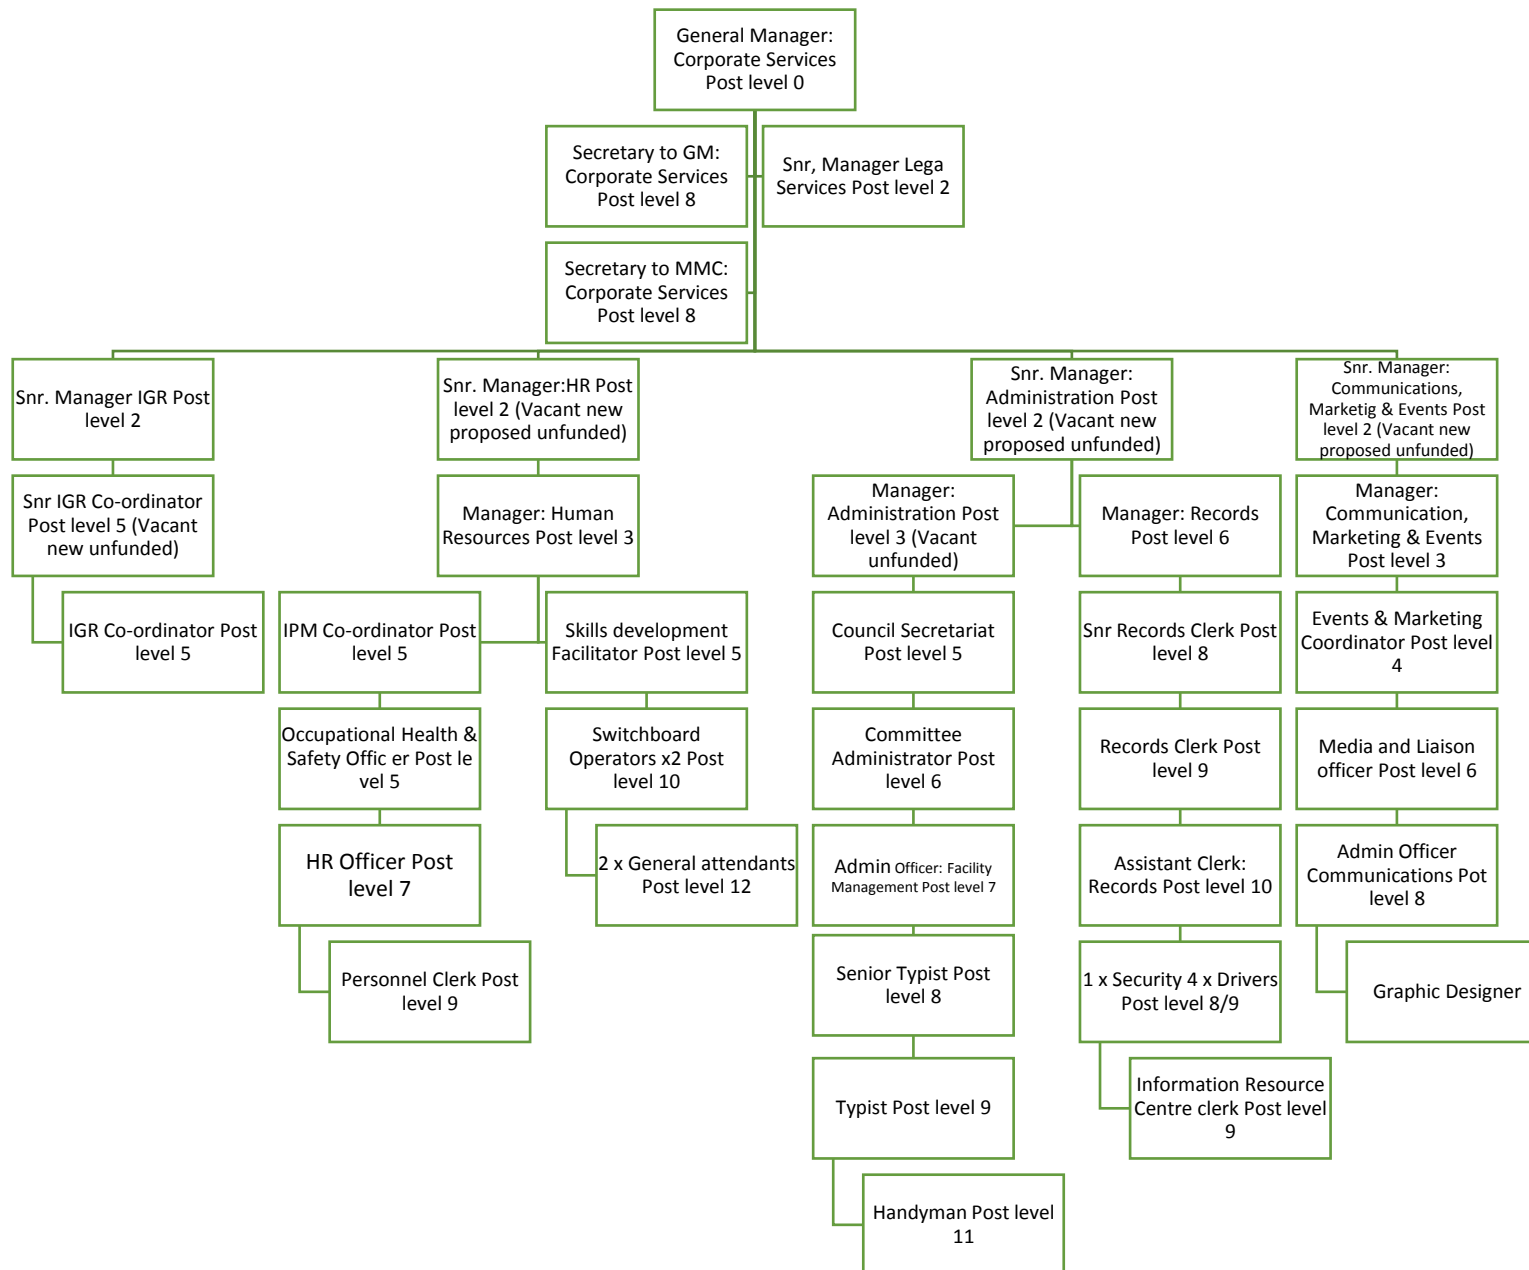 General Manager:
Corporate Services
Post level 0
Secretary to GM:
Corporate Services
Post level 8
Snr, Manager Lega
Services Post level 2
Secretary to MMC:
Corporate Services
Post level 8
Snr. Manager IGR Post
level 2
Snr. Manager:HR Post
level 2 (Vacant new
proposed unfunded)
Snr. Manager:
Administration Post
level 2 (Vacant new
proposed unfunded)
Snr. Manager:
Communications,
Marketig & Events Post
level 2 (Vacant new
proposed unfunded)
Snr IGR Co-ordinator
Post level 5 (Vacant
new unfunded)
Manager: Human
Resources Post level 3
Manager:
Administration Post
level 3 (Vacant
unfunded)
Manager: Records
Post level 6
Manager:
Communication,
Marketing & Events
Post level 3
IGR Co-ordinator Post
level 5
IPM Co-ordinator Post
level 5
Skills development
Facilitator Post level 5
Council Secretariat
Post level 5
Snr Records Clerk Post
level 8
Events & Marketing
Coordinator Post level
4
Occupational Health &
Safety Offic er Post le
vel 5
Switchboard
Operators x2 Post
level 10
Committee
Administrator Post
level 6
Records Clerk Post
level 9
Media and Liaison
officer Post level 6
HR Officer Post
level 7
2 x General attendants
Post level 12
Admin Officer: Facility
Management Post level 7
Assistant Clerk:
Records Post level 10
Admin Officer
Communications Pot
level 8
Personnel Clerk Post
level 9
Senior Typist Post
level 8
1 x Security 4 x Drivers
Post level 8/9
Graphic Designer
Typist Post level 9
Information Resource
Centre clerk Post level
9
Handyman Post level
11